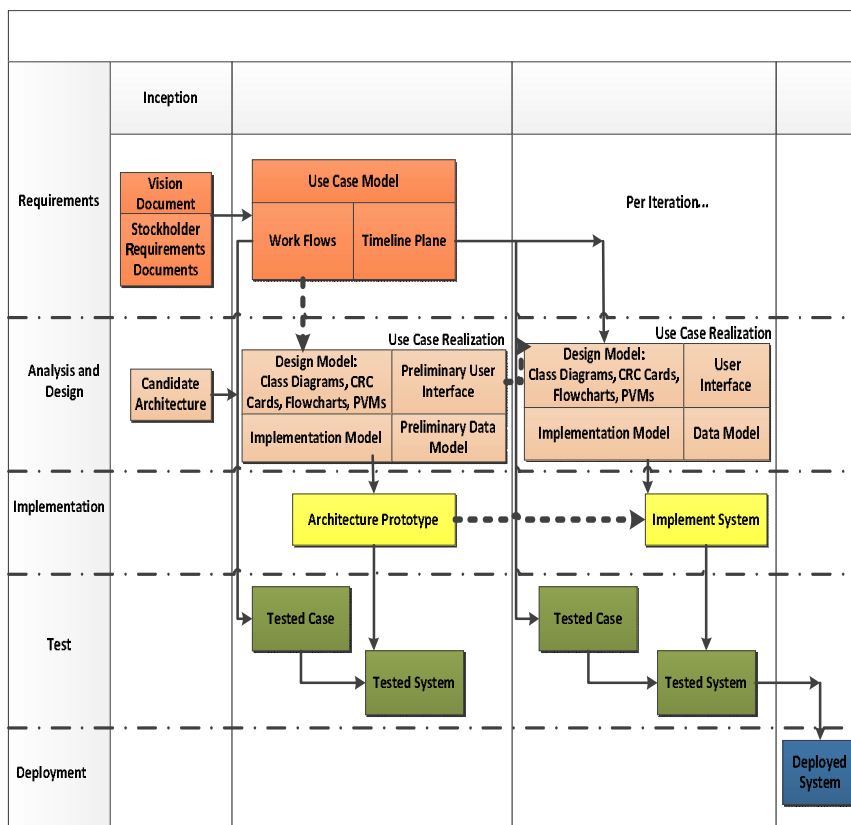 Inception
Requirements
Vision
Document
Stockholder
Requirements
Documents
Use Case Model
Work Flows
Timeline Plane
Per Iteration...
Analysis and
Design
Candidate
Architecture
Use Case Realization
Design Model:
Class Diagrams, CRC
Cards, Flowcharts, PVMs
Preliminary User
Interface
Implementation Model
Preliminary Data
Model
Use Case Realization
Design Model:
Class Diagrams, CRC Cards,
Flowcharts, PVMs
User
Interface
Implementation Model
Data Model
Implementation
Architecture Prototype
Implement System
Test
Tested Case
Tested System
Tested Case
Tested System
Deployment
Deployed
System